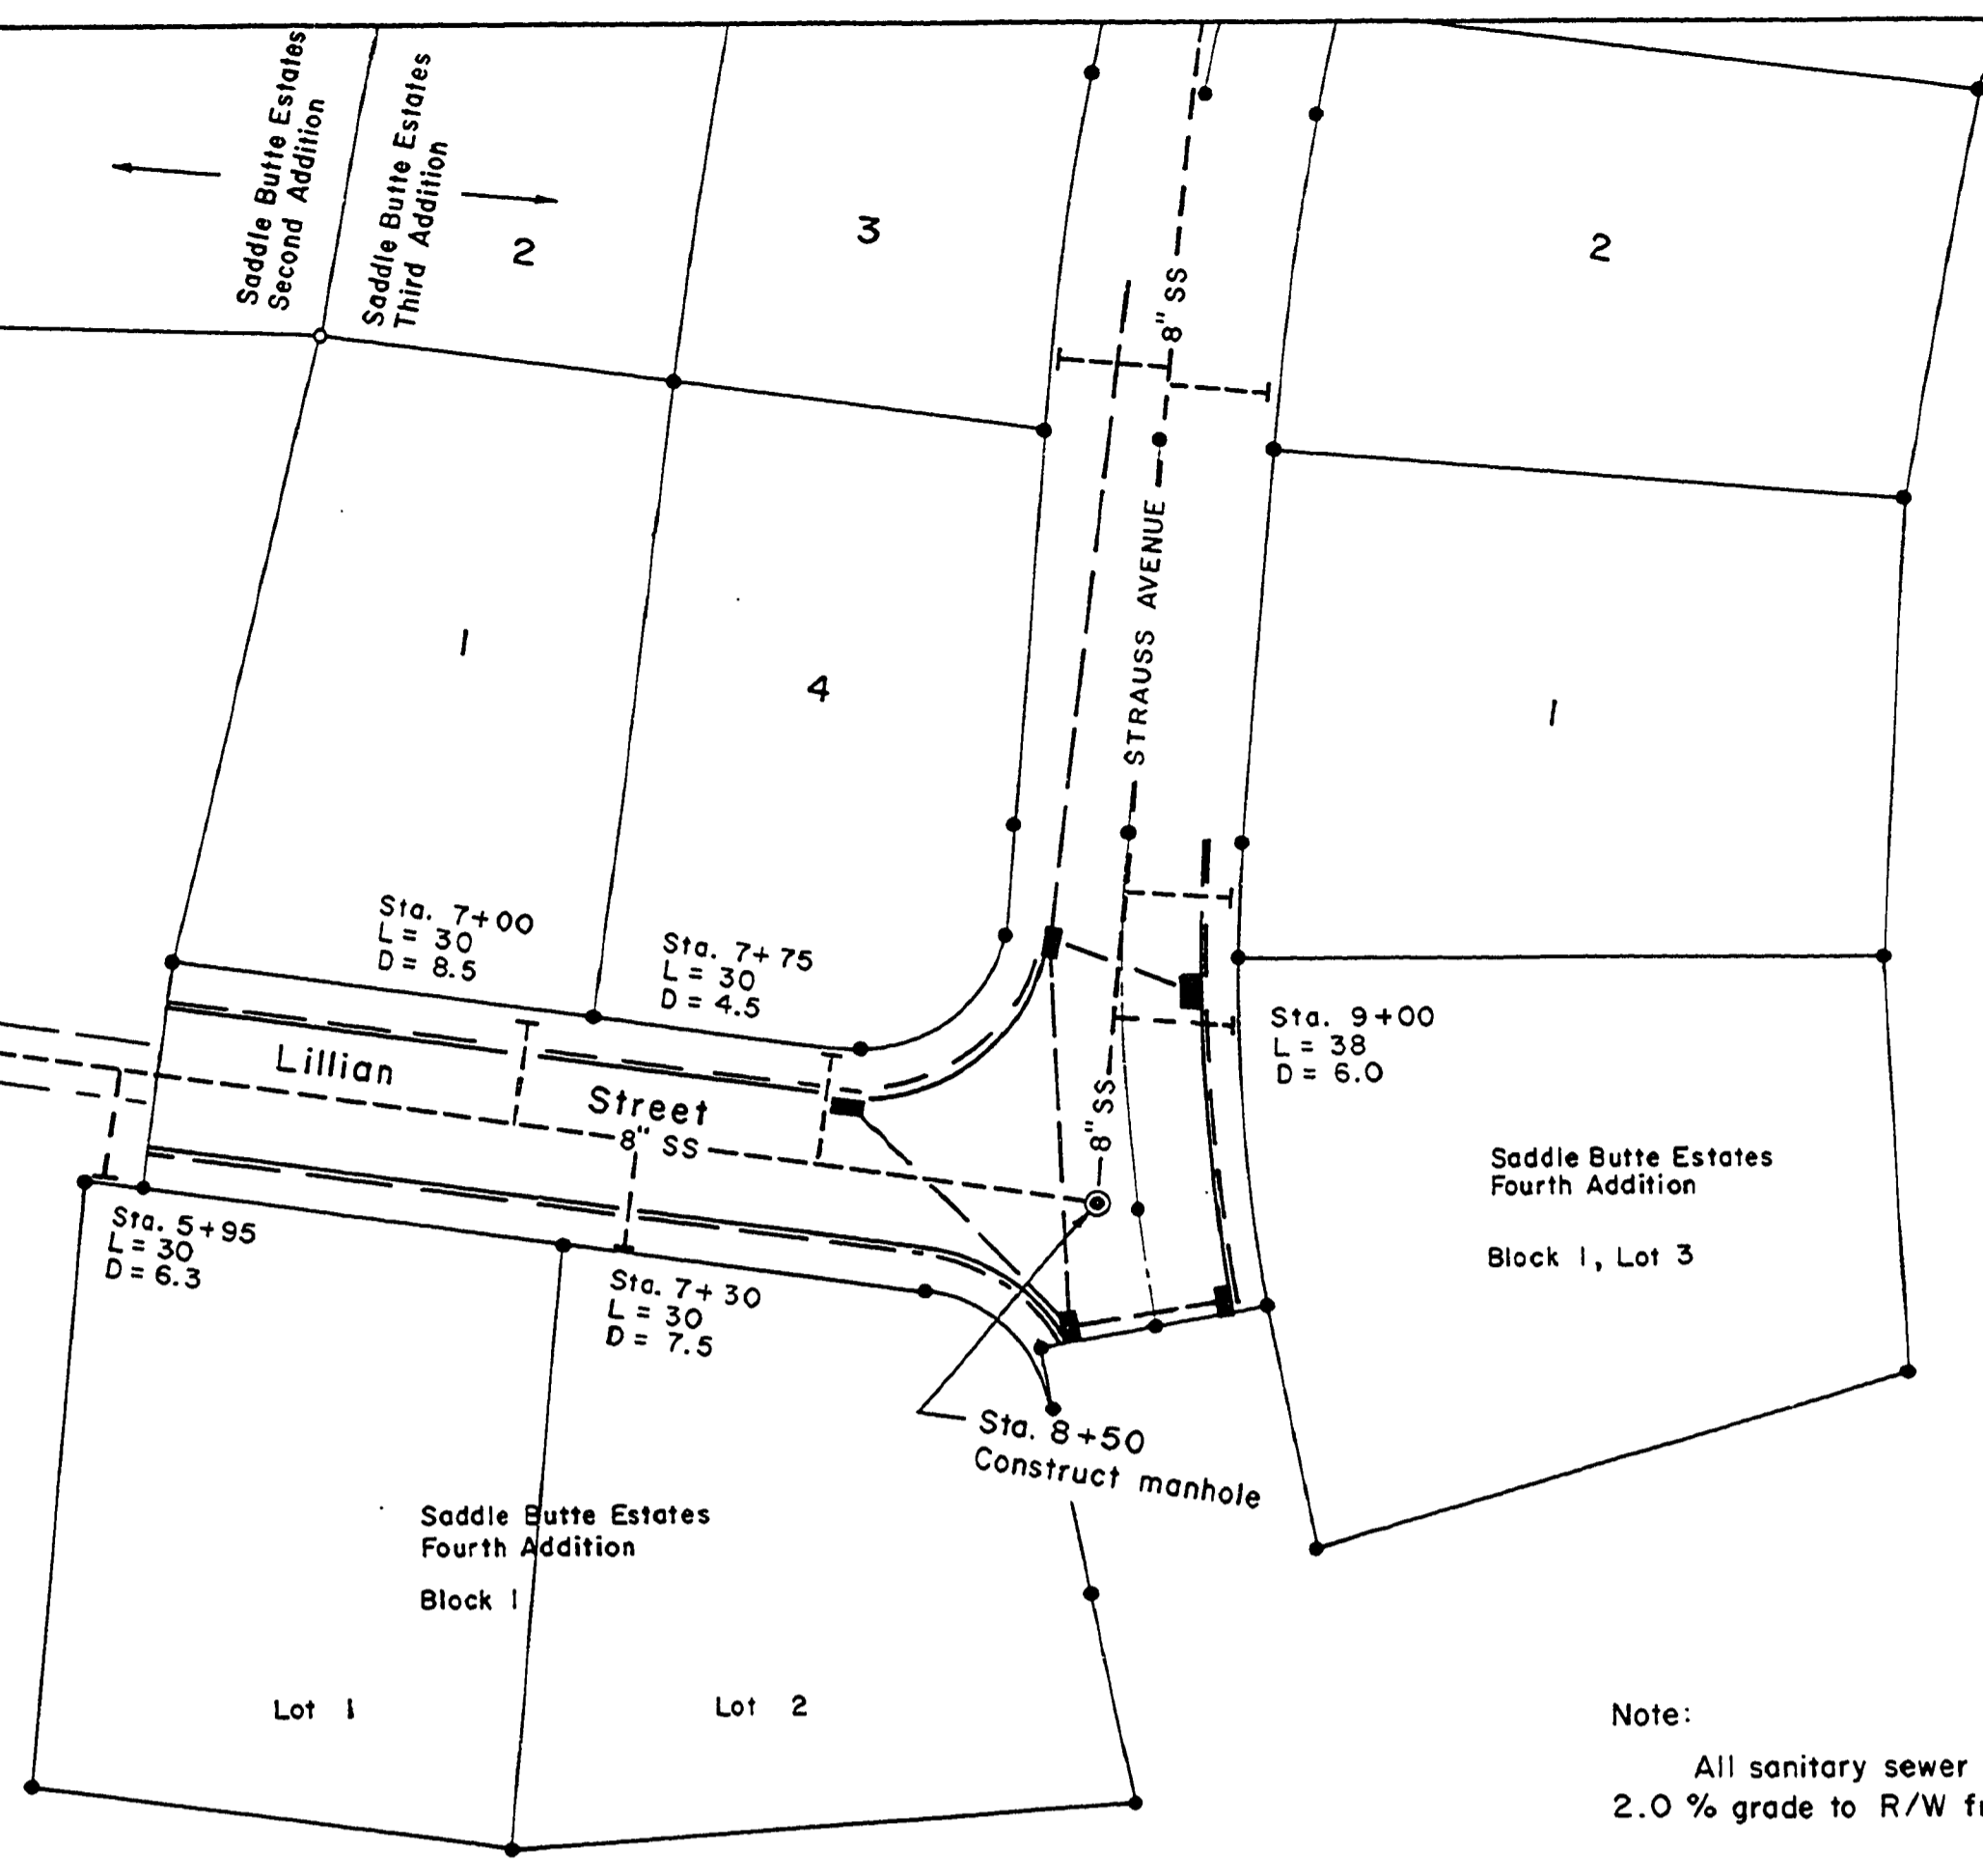 Saddle Butte Estates
Second Addition
Saddle Butte Estates
Third Addition
2
3
2
8" SS
STRAUSS AVENUE
1
4
1
Sta. 7+00
L = 30
D = 8.5
Sta. 7+75
L = 30
D = 4.5
Sta. 9+00
L = 38
D = 6.0
Lillian
Street
8" SS
8" SS
Saddle Butte Estates
Fourth Addition
Block 1, Lot 3
Sta. 5+95
L = 30
D = 6.3
Sta. 7+30
L = 30
D = 7.5
Sta. 8+50
Construct manhole
Saddle Butte Estates
Fourth Addition
Block 1
Lot 1
Lot 2
Note:
All sanitary sewer
2.0 % grade to R/W